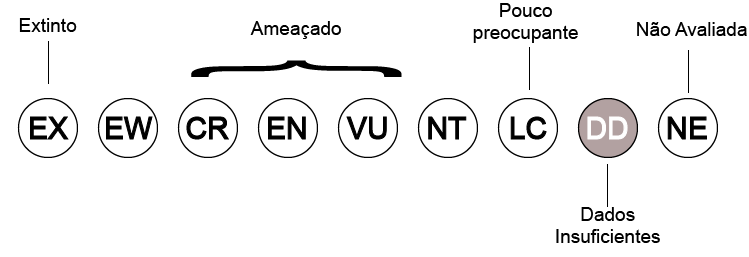 Extinto
Ameaçado
Pouco
preocupante
Não Avaliada
EX EW CR EN VU NT LC DD NE
Dados
Insuficientes